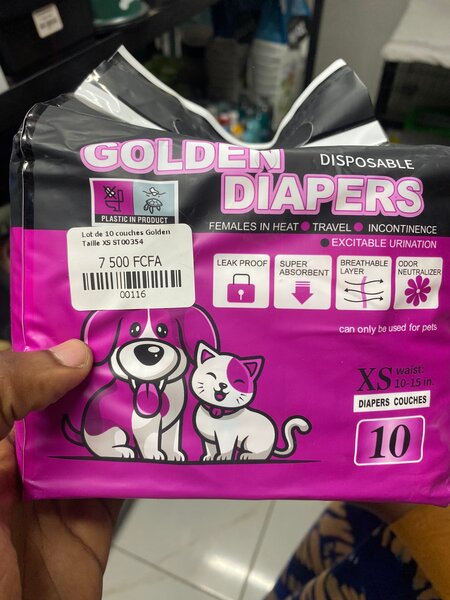 GOLDEN
DISPOSABLE
DIAPERS
PLASTIC IN PRODUCT
FEMALES IN HEAT TRAVEL INCONTINENCE
EXCITABLE URINATION
Lot de 10 couches Golden
Taille XS ST00354
7 500 FCFA
00116
LEAK PROOF
SUPER
ABSORBENT
BREATHABLE
LAYER
ODOR
NEUTRALIZER
can only be used for pets
XS waist:
10-15 in.
DIAPERS COUCHES
10